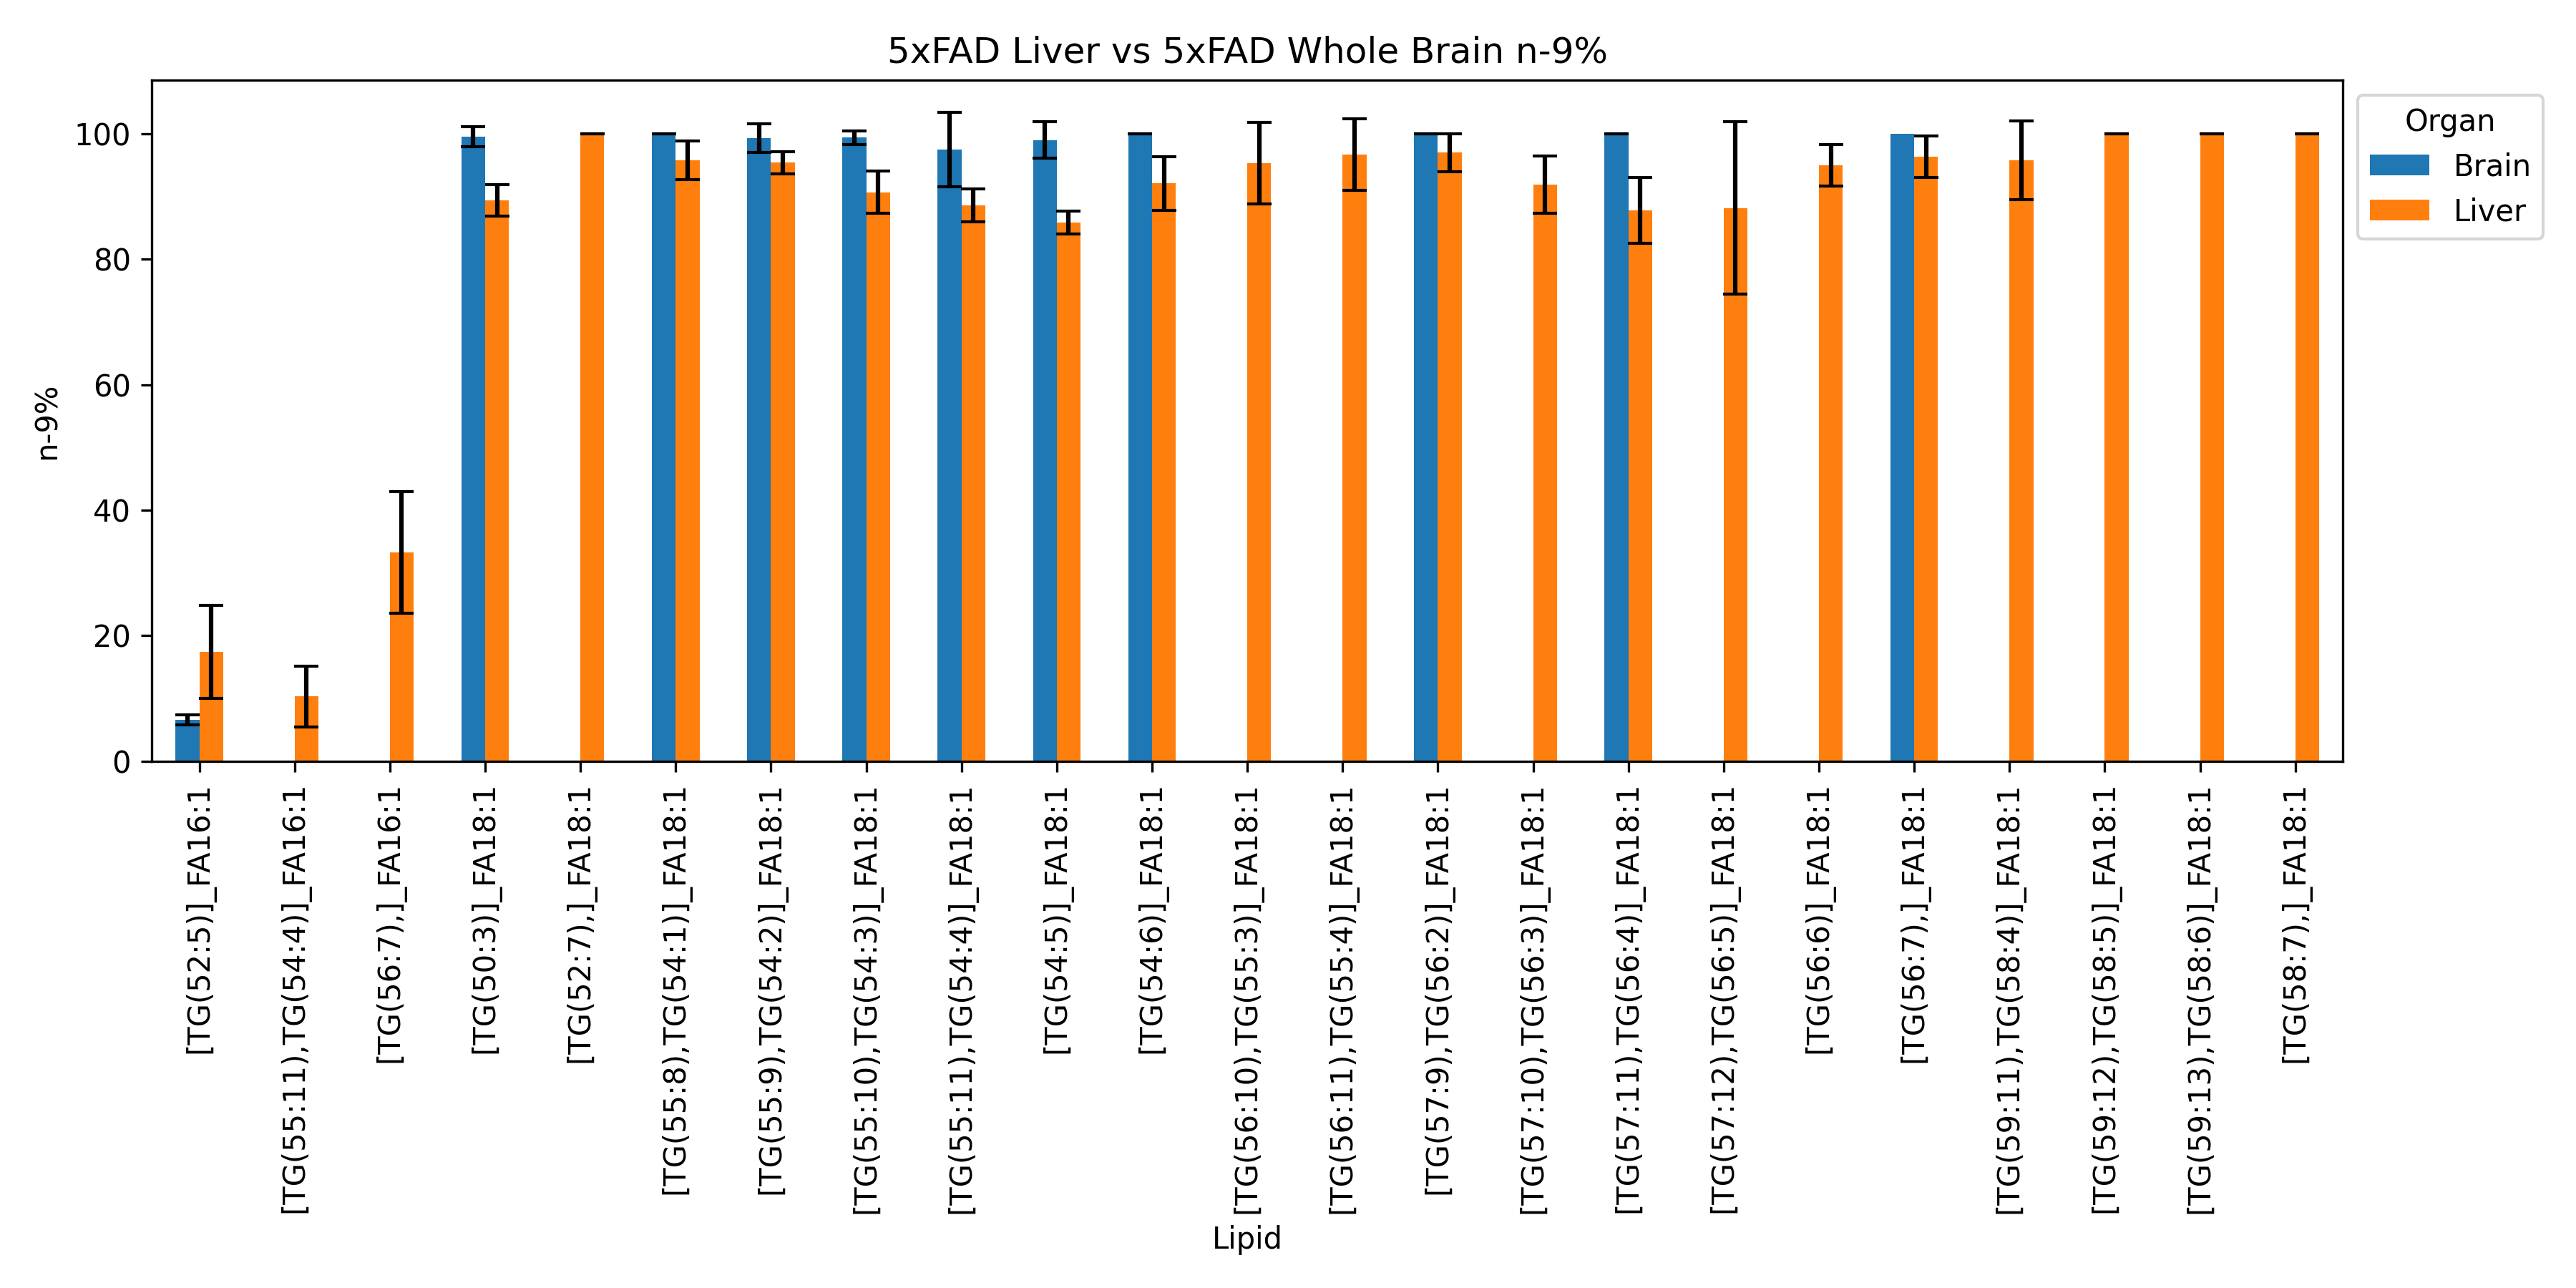 5xFAD Liver vs 5xFAD Whole Brain n-9%
Organ
Brain
Liver
n-9%
100
80
60
40
20
0
[TG(52:5)]_FA16:1
[TG(55:11),TG(54:4)]_FA16:1
[TG(56:7),]_FA16:1
[TG(50:3)]_FA18:1
[TG(52:7),]_FA18:1
[TG(55:8),TG(54:1)]_FA18:1
[TG(55:9),TG(54:2)]_FA18:1
[TG(55:10),TG(54:3)]_FA18:1
[TG(55:11),TG(54:4)]_FA18:1
[TG(54:5)]_FA18:1
[TG(54:6)]_FA18:1
[TG(56:10),TG(55:3)]_FA18:1
[TG(56:11),TG(55:4)]_FA18:1
[TG(57:9),TG(56:2)]_FA18:1
[TG(57:10),TG(56:3)]_FA18:1
[TG(57:11),TG(56:4)]_FA18:1
[TG(57:12),TG(56:5)]_FA18:1
[TG(56:6)]_FA18:1
[TG(56:7),]_FA18:1
[TG(59:11),TG(58:4)]_FA18:1
[TG(59:12),TG(58:5)]_FA18:1
[TG(59:13),TG(58:6)]_FA18:1
[TG(58:7),]_FA18:1
Lipid